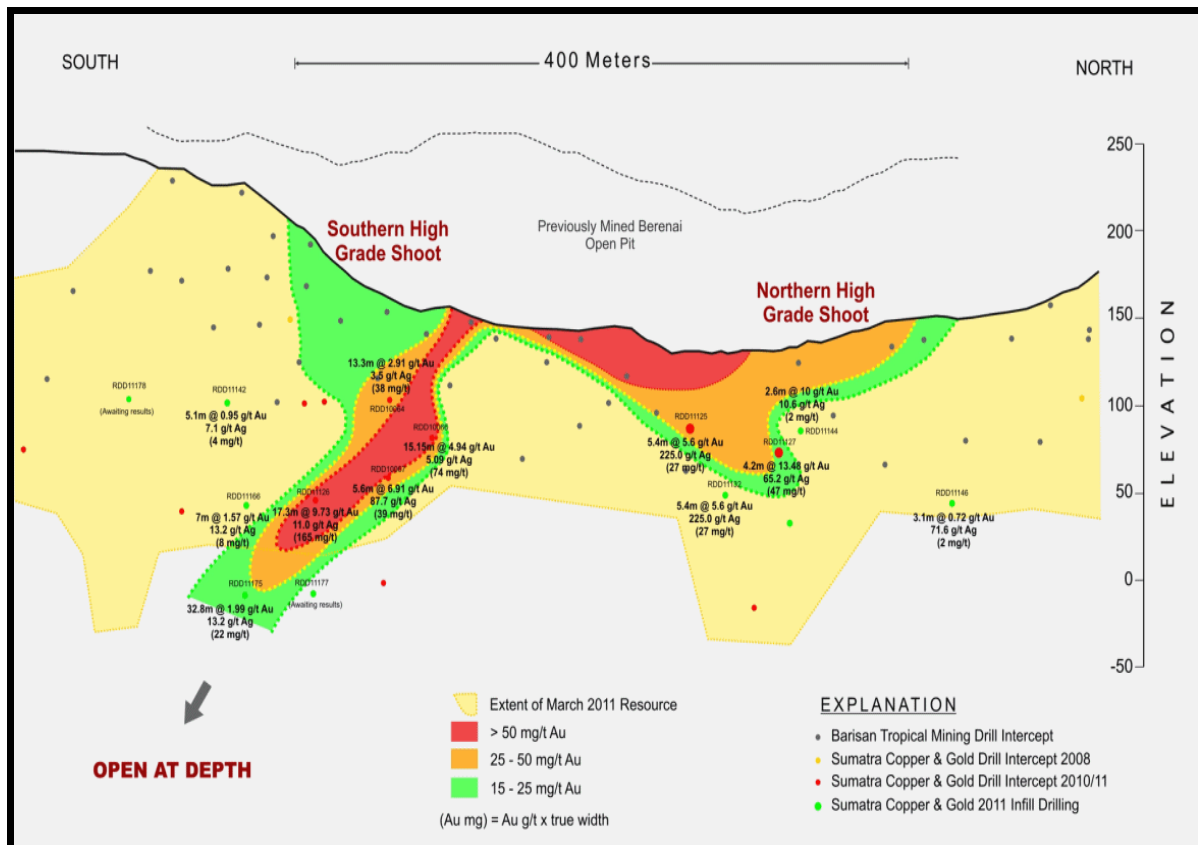 SOUTH
400 Meters
NORTH
250
200
150
100
50
0
-50
ELEVATION
Southern High
Grade Shoot
Previously Mined Berenai
Open Pit
Northern High
Grade Shoot
RDD11178
(Awaiting results)
RDD11142
5.1m @ 0.95 g/t Au
7.1 g/t Ag
(4 mg/t)
13.3m @ 2.91 g/t Au
3.5 g/t Ag
(38 mg/t)
RDD10064
RDD10066
15.15m @ 4.94 g/t Au
5.09 g/t Ag
(74 mg/t)
RDD10067
5.6m @ 6.91 g/t Au
87.7 g/t Ag
(39 mg/t)
RDD11126
17.3m @ 9.73 g/t Au
11.0 g/t Ag
(165 mg/t)
RDD11166
7m @ 1.57 g/t Au
13.2 g/t Ag
(8 mg/t)
RDD11175
32.8m @ 1.99 g/t Au
13.2 g/t Ag
(22 mg/t)
RDD11177
(Awaiting results)
RDD11125
5.4m @ 5.6 g/t Au
225.0 g/t Ag
(27 mg/t)
2.6m @ 10 g/t Au
10.6 g/t Ag
(2 mg/t)
RDD11144
RDD11127
4.2m @ 13.48 g/t Au
65.2 g/t Ag
(47 mg/t)
RDD11132
5.4m @ 5.6 g/t Au
225.0 g/t Ag
(27 mg/t)
RDD11146
3.1m @ 0.72 g/t Au
71.6 g/t Ag
(2 mg/t)
OPEN AT DEPTH
Extent of March 2011 Resource
> 50 mg/t Au
25 - 50 mg/t Au
15 - 25 mg/t Au
(Au mg) = Au g/t x true width
EXPLANATION
Barisan Tropical Mining Drill Intercept
Sumatra Copper & Gold Drill Intercept 2008
Sumatra Copper & Gold Drill Intercept 2010/11
Sumatra Copper & Gold 2011 Infill Drilling